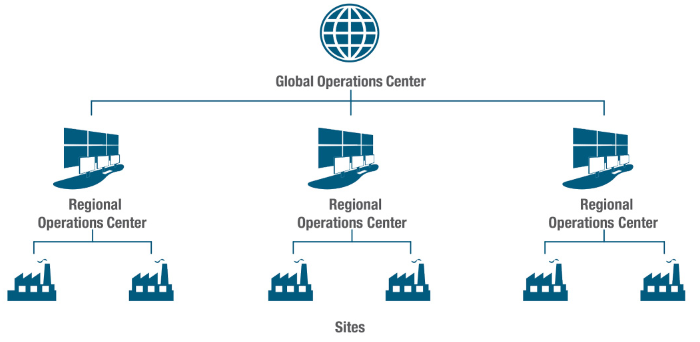 Global Operations Center
Regional
Operations Center
Regional
Operations Center
Regional
Operations Center
Sites